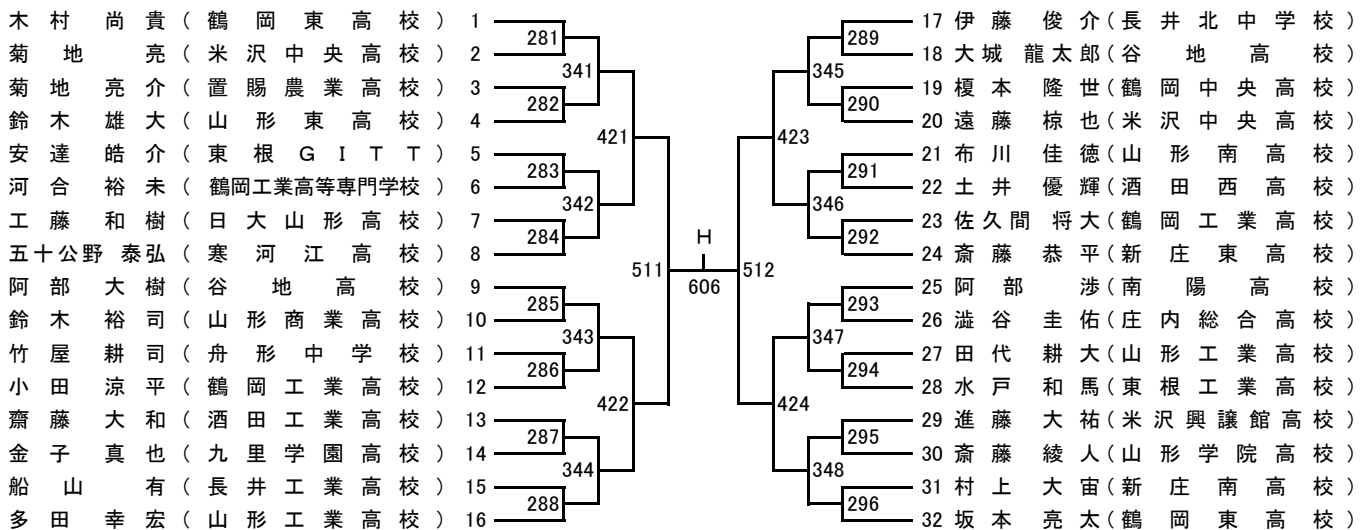 木村 尚貴 (鶴岡東高校) 1
菊地 亮 (米沢中央高校) 2
菊地 亮介 (置賜農業高校) 3
鈴木 雄大 (山形東高校) 4
安達 皓介 (東根GITT) 5
河合 裕未 (鶴岡工業高等専門学校) 6
工藤 和樹 (日大山形高校) 7
五十公野 泰弘 (寒河江高校) 8
阿部 大樹 (谷地高校) 9
鈴木 裕司 (山形商業高校) 10
竹屋 耕司 (舟形中学校) 11
小田 涼平 (鶴岡工業高校) 12
齋藤 大和 (酒田工業高校) 13
金子 真也 (九里学園高校) 14
船山 有 (長井工業高校) 15
多田 幸宏 (山形工業高校) 16
281
282
283
284
285
286
287
288
341
342
343
344
421
422
511
H
606
512
423
424
345
346
347
348
289
290
291
292
293
294
295
296
17 伊藤 俊介 (長井北中学校)
18 大城 龍太郎 (谷地高校)
19 榎本 隆世 (鶴岡中央高校)
20 遠藤 椋也 (米沢中央高校)
21 布川 佳徳 (山形南高校)
22 土井 優輝 (酒田西高校)
23 佐久間 将大 (鶴岡工業高校)
24 斎藤 恭平 (新庄東高校)
25 阿部 渉 (南陽高校)
26 澁谷 圭佑 (庄内総合高校)
27 田代 耕大 (山形工業高校)
28 水戸 和馬 (東根工業高校)
29 進藤 大祐 (米沢興譲館高校)
30 斎藤 綾人 (山形学院高校)
31 村上 大宙 (新庄南高校)
32 坂本 亮太 (鶴岡東高校)